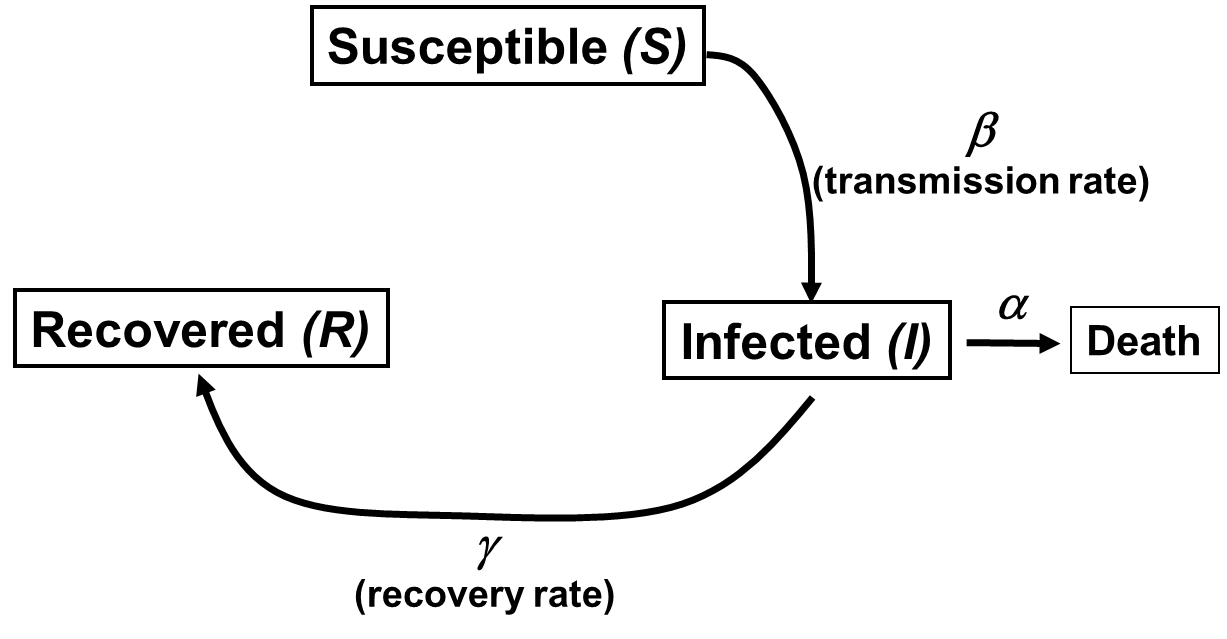 Susceptible (S)
β
(transmission rate)
Recovered (R)
Infected (I)
α
Death
γ
(recovery rate)